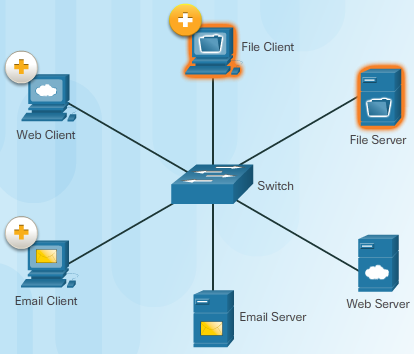 File Client
Web Client
File Server
Switch
Email Client
Email Server
Web Server